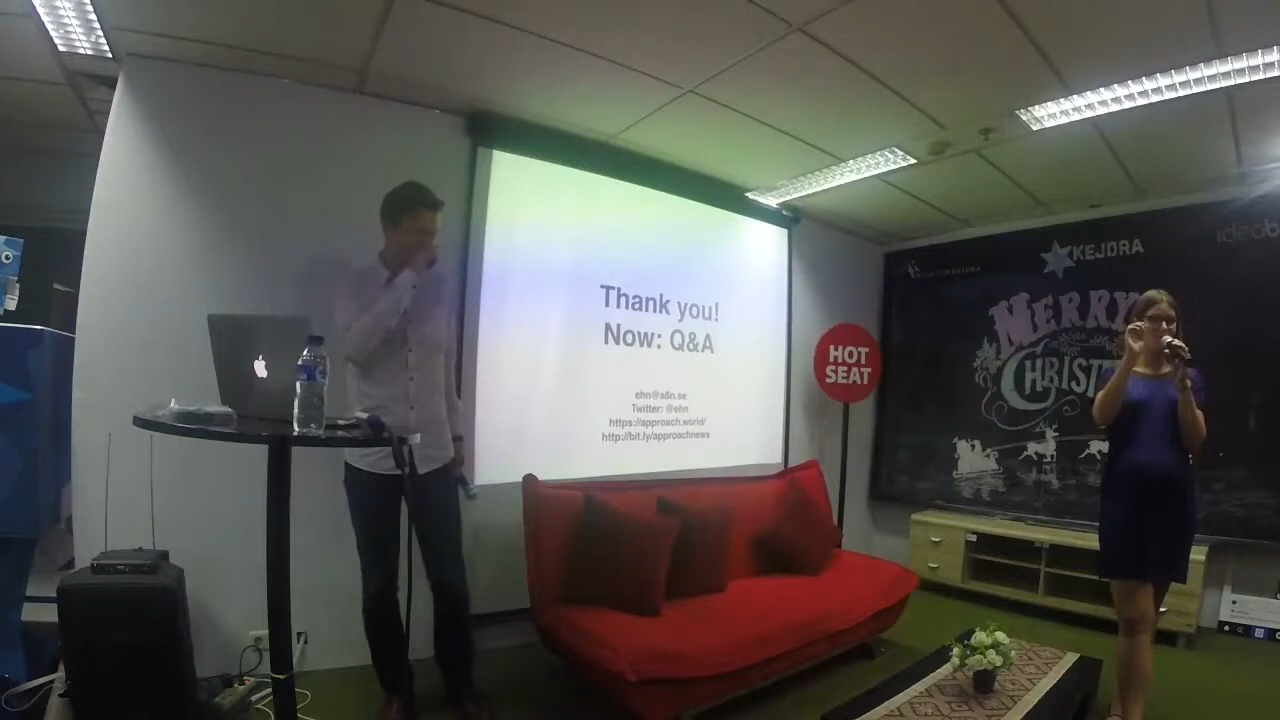 Thank you!
Now: Q&A
ehn@a8n.se
Twitter: @ehn
https://approach.world/
http://bit.ly/approachnews
HOT
SEAT
KEJORA
MERRY
CHRIST